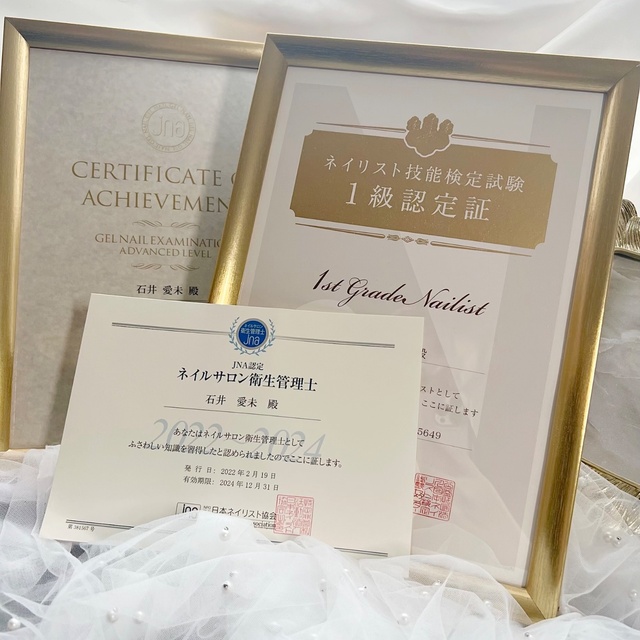 Jna
CERTIFICATE O
ACHIEVEMEN
GEL NAIL EXAMINATIO
ADVANCED LEVEL
石井 愛未 殿
ネイリスト技能検定試験
1級認定証
1st Grade Nailist
殿
ストとして
ここに証します
5649
ネイルサロン
衛生管理士
Jna
JNA認定
ネイルサロン衛生管理士
石井 愛未 殿
2022-2024
あなたはネイルサロン衛生管理士として
ふさわしい知識を習得したと認められましたのでここに証します。
発行日: 2022年2月19日
有効期限: 2024年12月31日
Jna 日本ネイリスト協会